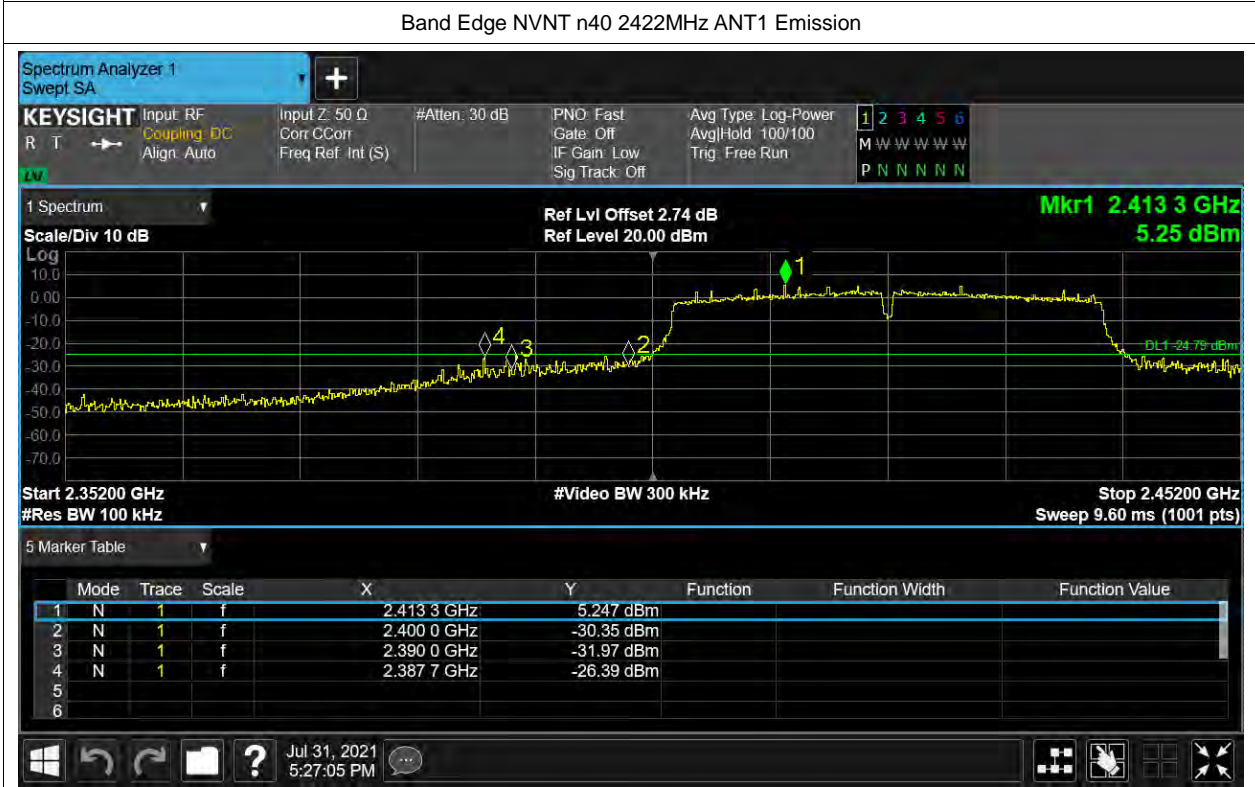 Band Edge NVNT n40 2422MHz ANT1 Emission
Spectrum Analyzer 1
Swept SA
+
KEYSIGHT
R T
Input: RF
Coupling: DC
Align: Auto
Input Z: 50 Ω
Corr CCorr
Freq Ref: Int (S)
#Atten: 30 dB
PNO: Fast
Gate: Off
IF Gain: Low
Sig Track: Off
Avg Type: Log-Power
Avg|Hold: 100/100
Trig: Free Run
1 2 3 4 5 6
M W W W W W
P N N N N N
1 Spectrum
Scale/Div 10 dB
Ref Lvl Offset 2.74 dB
Ref Level 20.00 dBm
Mkr1 2.413 3 GHz
5.25 dBm
Log
10.0
0.00
-10.0
-20.0
-30.0
-40.0
-50.0
-60.0
-70.0
1
4
3
2
DL1 -24.79 dBm
Start 2.35200 GHz
#Res BW 100 kHz
#Video BW 300 kHz
Stop 2.45200 GHz
Sweep 9.60 ms (1001 pts)
5 Marker Table
Mode Trace Scale X Y Function Function Width Function Value
1 N 1 f 2.413 3 GHz 5.247 dBm
2 N 1 f 2.400 0 GHz -30.35 dBm
3 N 1 f 2.390 0 GHz -31.97 dBm
4 N 1 f 2.387 7 GHz -26.39 dBm
5
6
?
Jul 31, 2021
5:27:05 PM